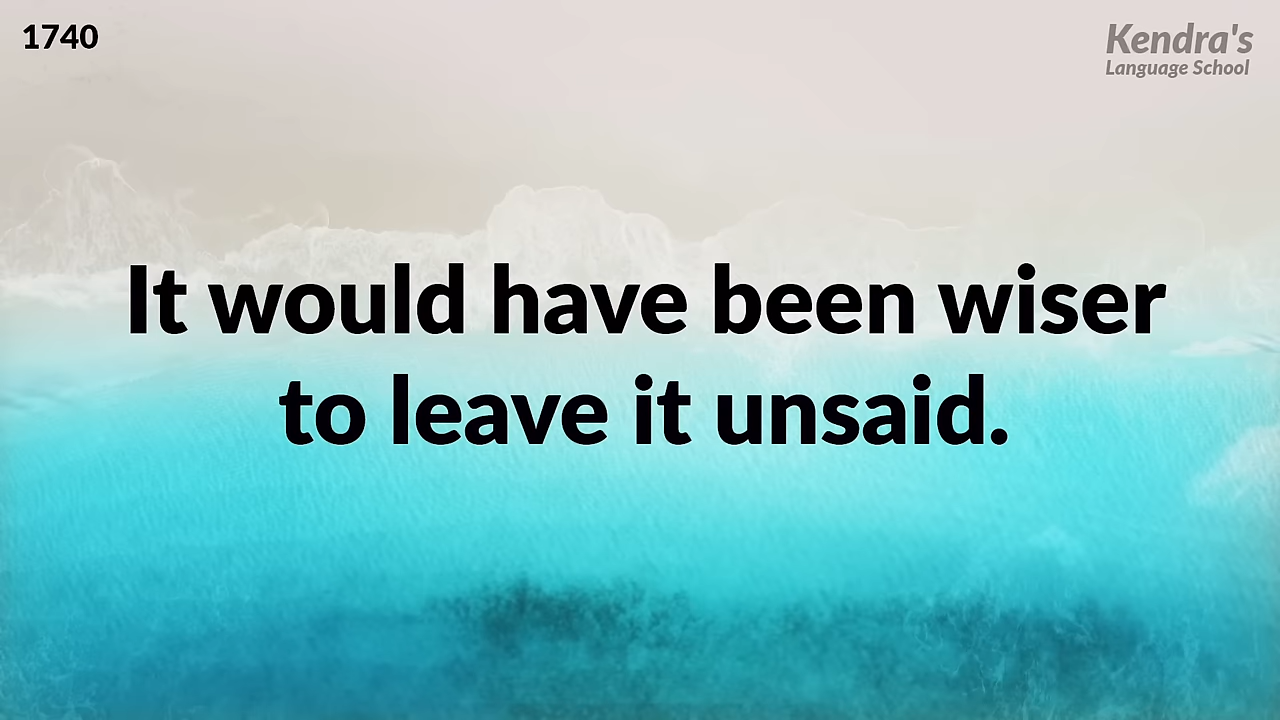 1740
Kendra's
Language School
It would have been wiser
to leave it unsaid.